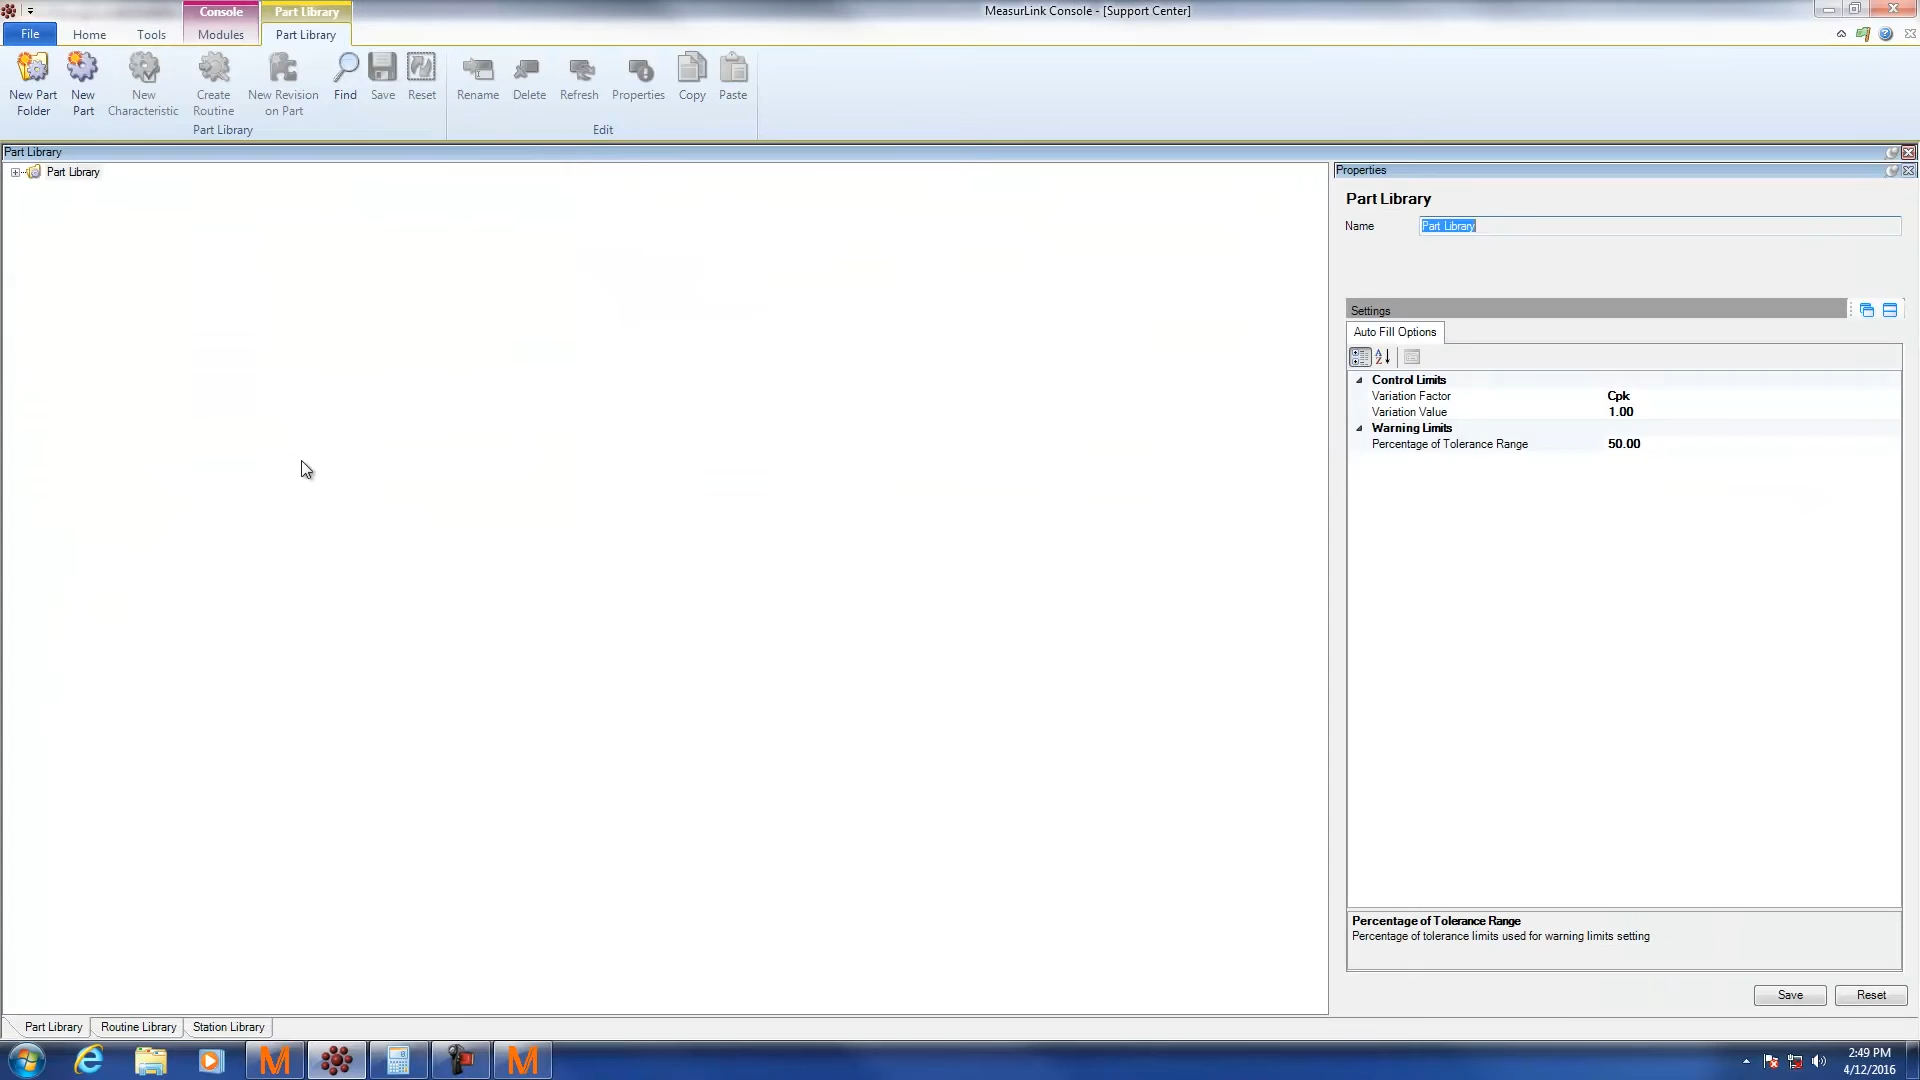 Console
Part Library
MeasurLink Console - [Support Center]
File
Home
Tools
Modules
Part Library
New Part
Folder
New
Part
New
Characteristic
Create
Routine
New Revision
on Part
Find
Save
Reset
Rename
Delete
Refresh
Properties
Copy
Paste
Part Library
Edit
Part Library
Part Library
Properties
Part Library
Name
Part Library
Settings
Auto Fill Options
Control Limits
Variation Factor
Cpk
Variation Value
1.00
Warning Limits
Percentage of Tolerance Range
50.00
Percentage of Tolerance Range
Percentage of tolerance limits used for warning limits setting
Save
Reset
Part Library
Routine Library
Station Library
2:49 PM
4/12/2016